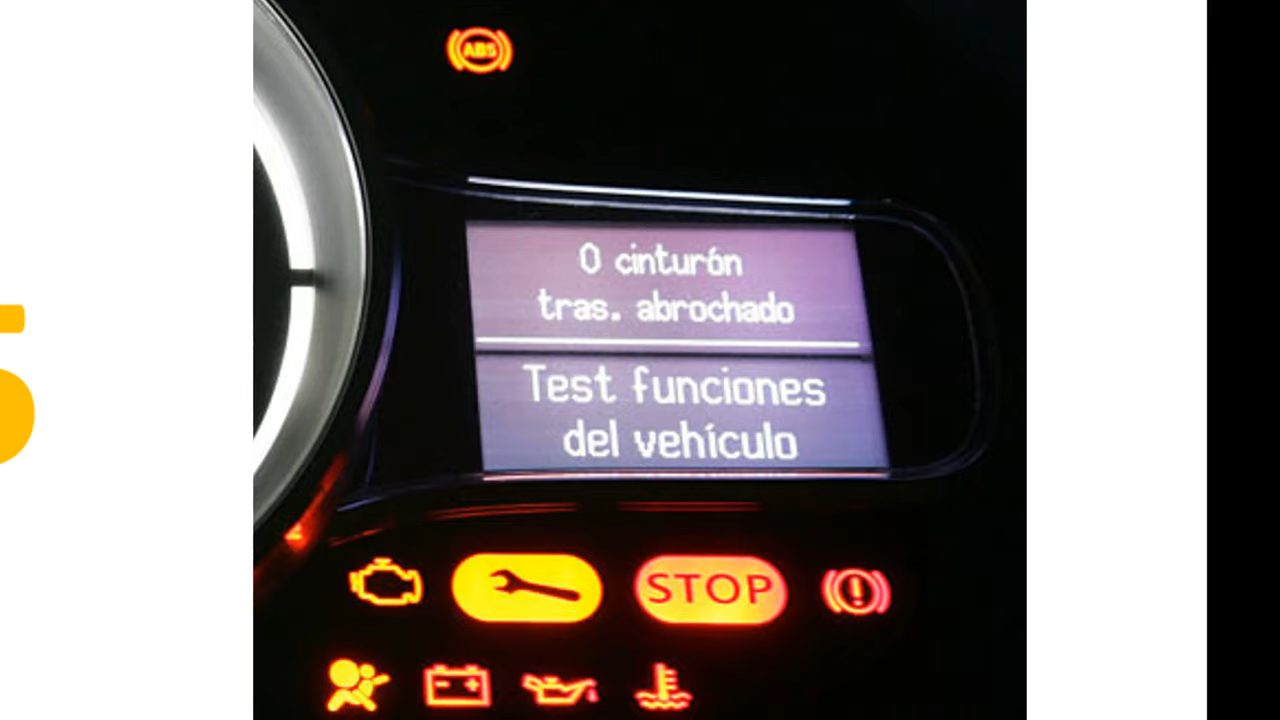 ABS
0 cinturón
tras. abrochado
Test funciones
del vehículo
STOP